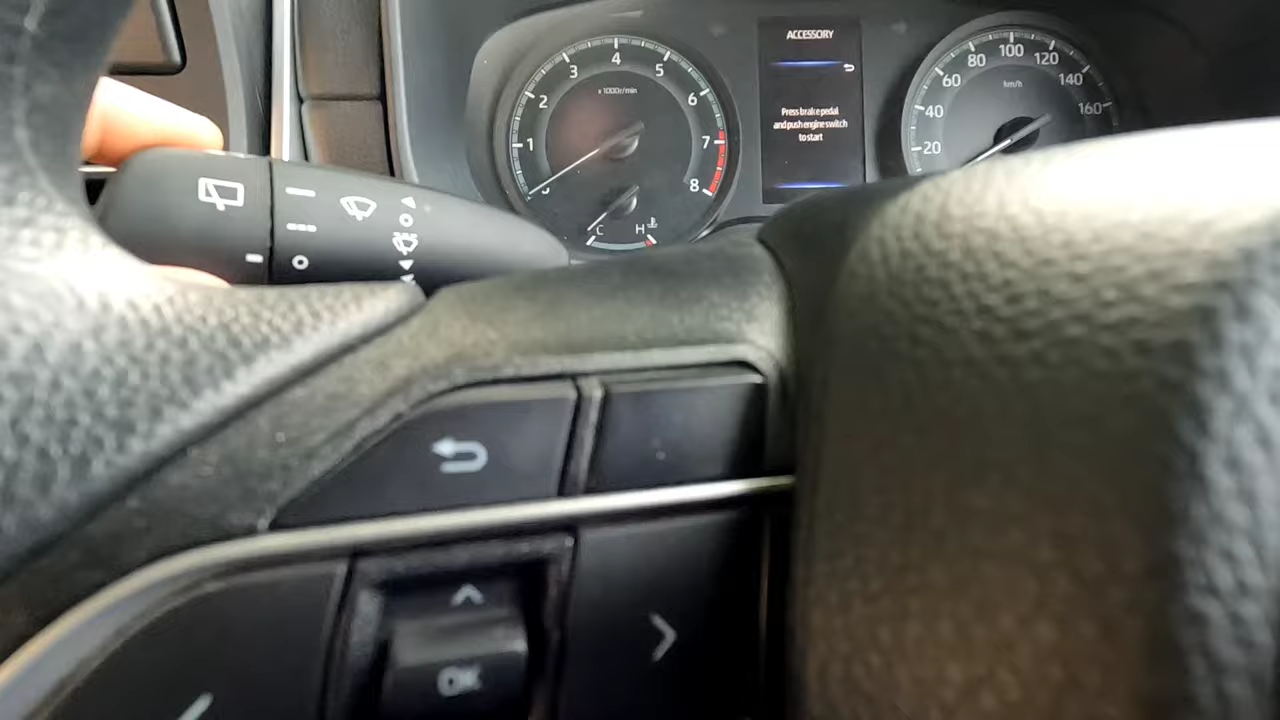 ACCESSORY
Press brake pedal
and push engine switch
to start
x 1000r/min
1
2
3
4
5
6
7
8
C
H
km/h
20
40
60
80
100
120
140
160
OK